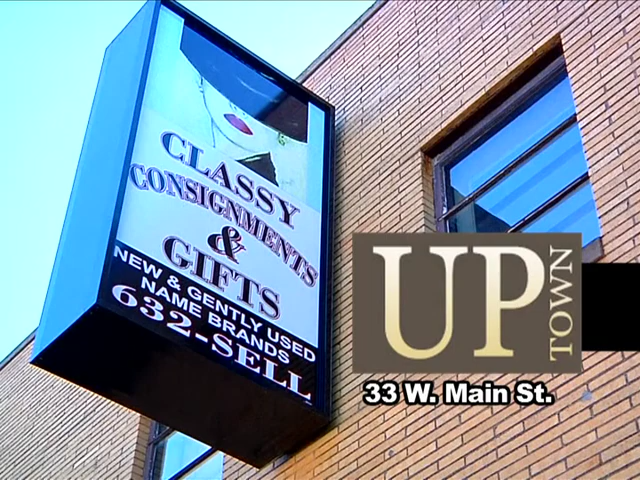 CLASSY
CONSIGNMENTS
&
GIFTS
NEW & GENTLY USED
NAME BRANDS
632-SELL
UP
TOWN
33 W. Main St.